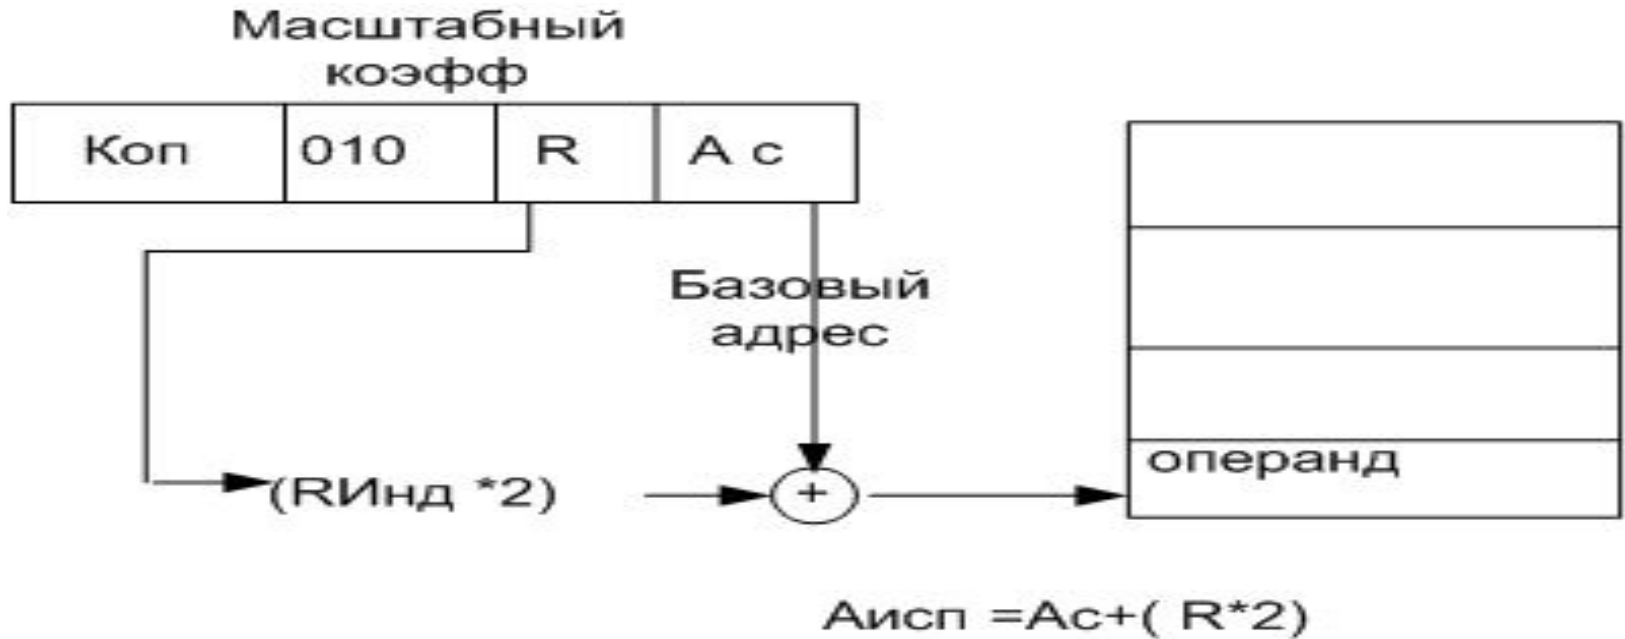 Масштабный
коэфф
Коп 010 R А с
Базовый
адрес
операнд
(RИнд *2) +
Аисп =Ас+( R*2)